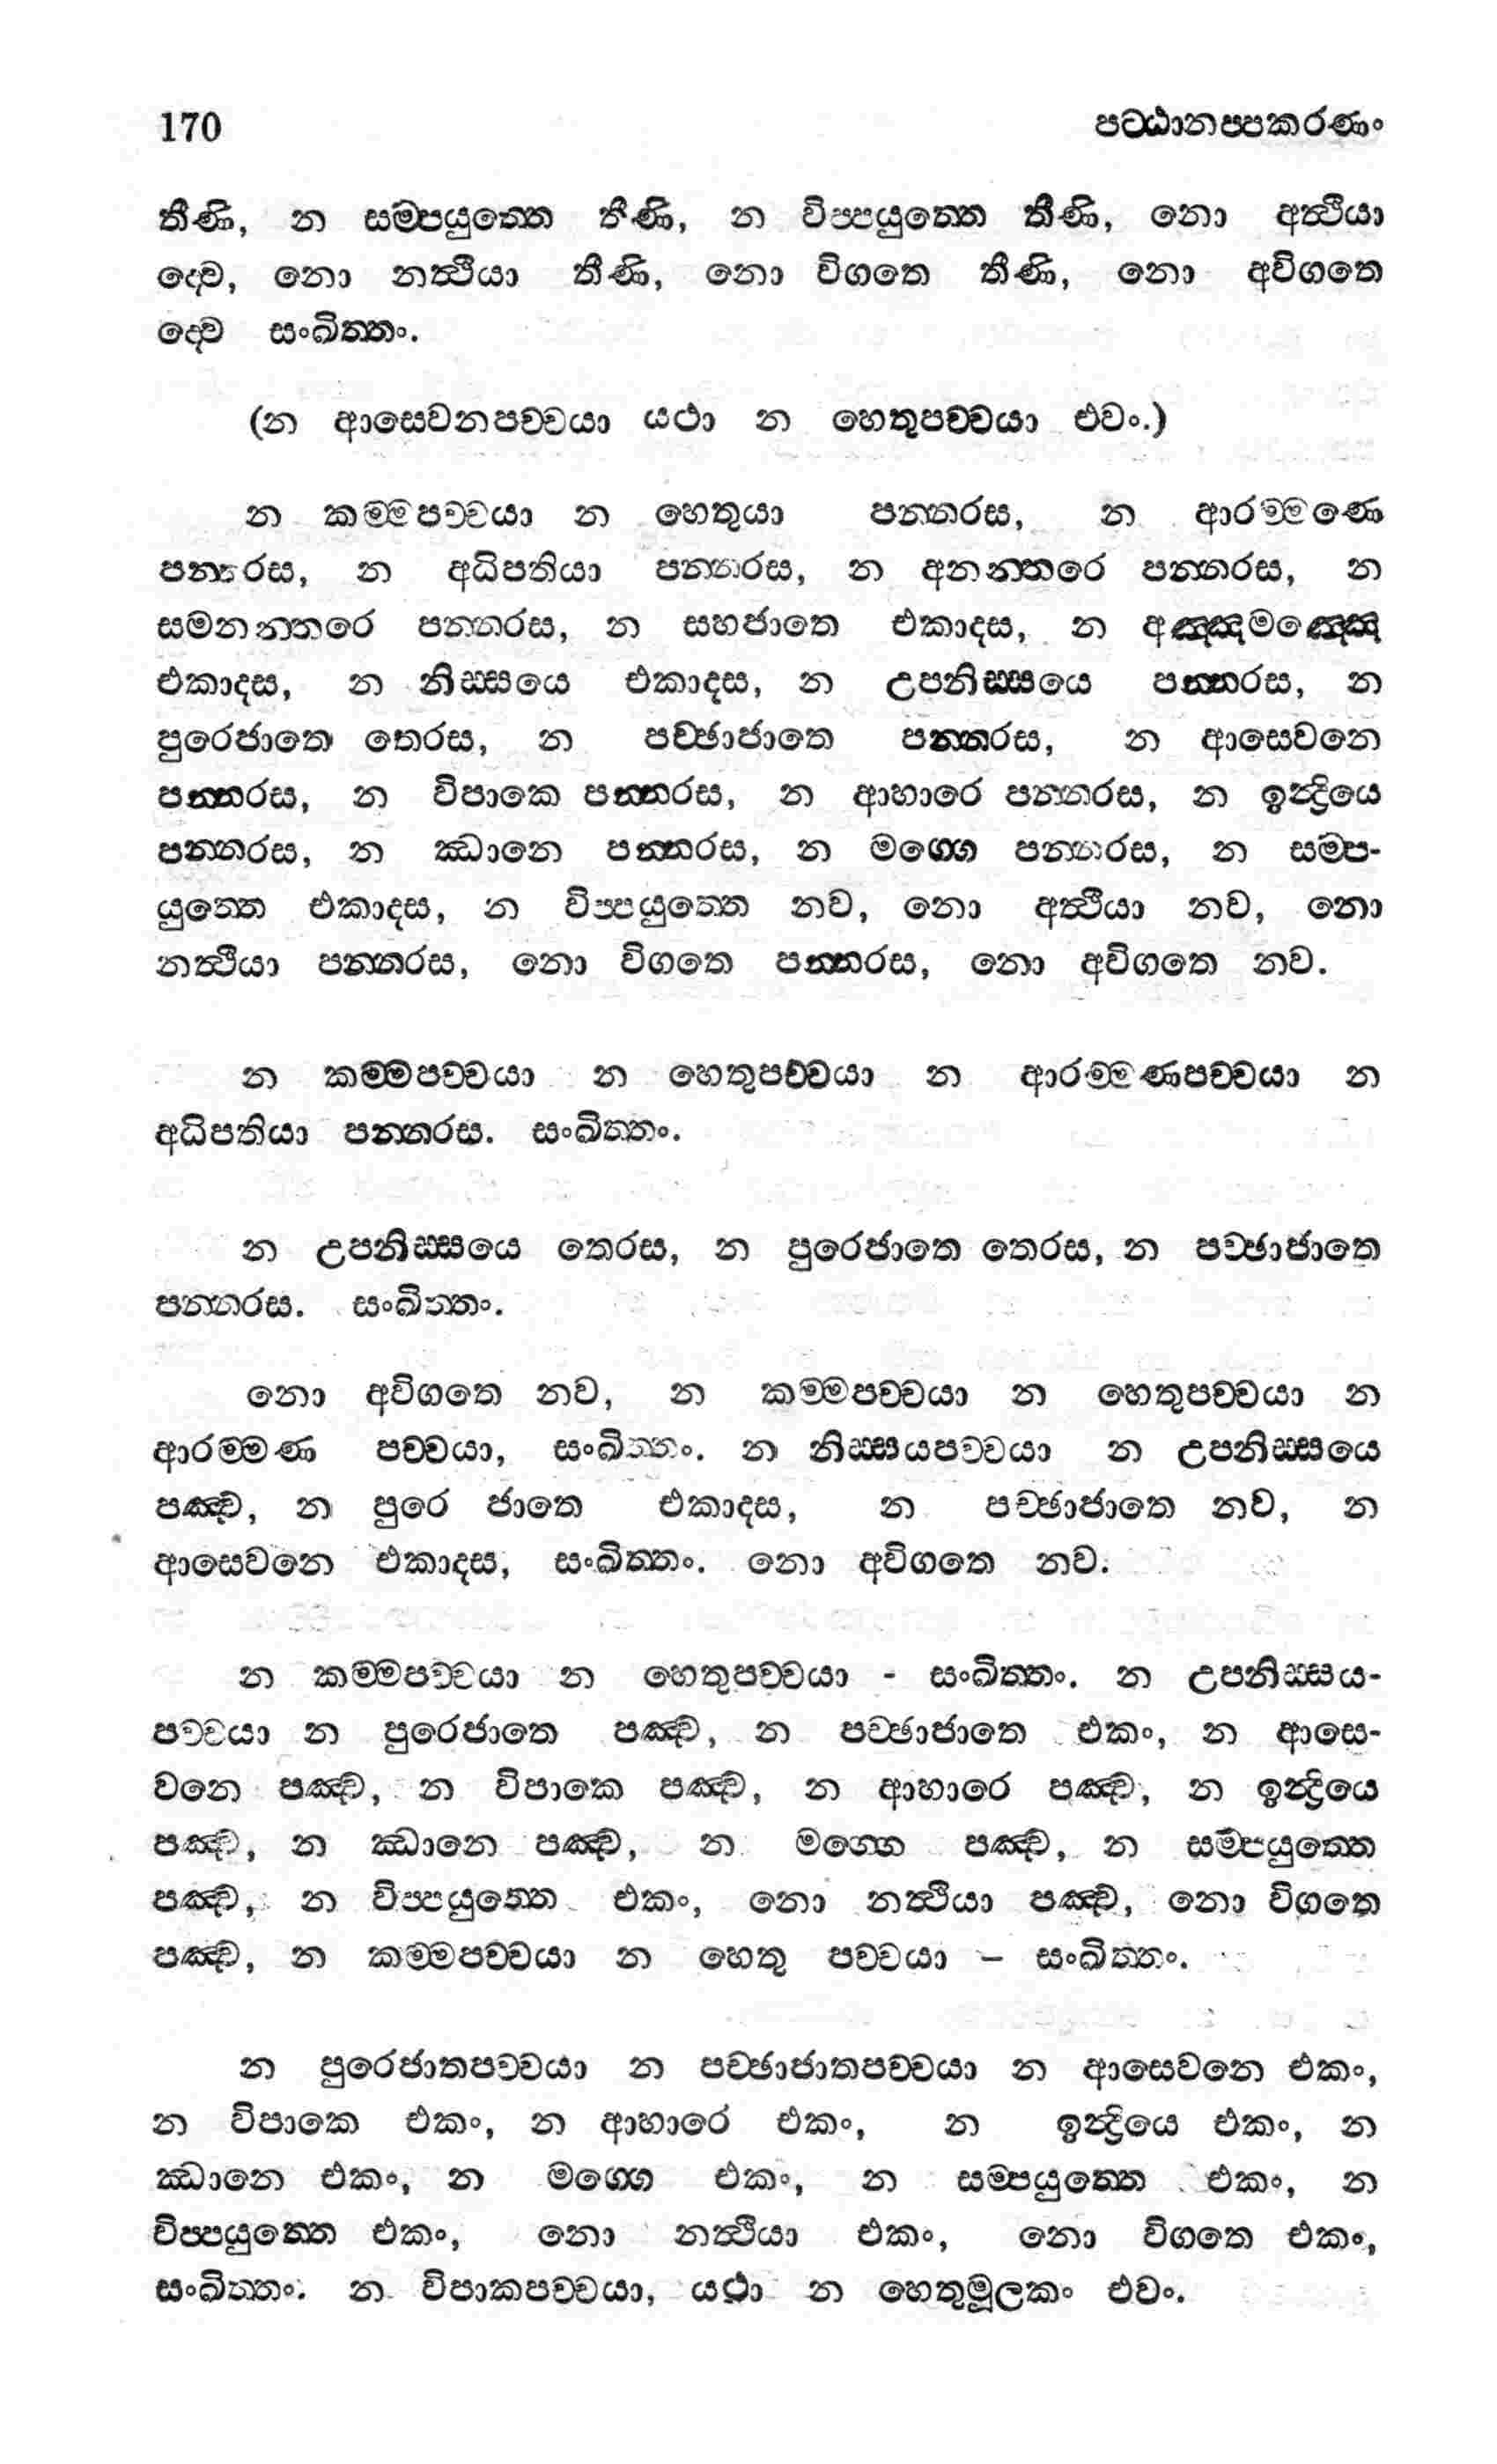 170 පට්ඨානප්පකරණං
තීණි, න සම්පයුත්තෙ තීණි, න විප්පයුත්තෙ තීණි, නො අත්ථියා
ද්වෙ, නො නත්ථියා තීණි, නො විගතෙ තීණි, නො අවිගතෙ
ද්වෙ සංඛිත්තං.
(න ආසෙවනපච්චයා යථා න හෙතූපච්චයා එවං.)
න කම්මපච්චයා න හෙතුයා පන්නරස, න ආරම්මණෙ
පන්නරස, න අධිපතියා පන්නරස, න අනන්තරෙ පන්නරස, න
සමනන්තරෙ පන්නරස, න සහජාතෙ එකාදස, න අඤ්ඤමඤ්ඤෙ
එකාදස, න නිස්සයෙ එකාදස, න උපනිස්සයෙ පන්නරස, න
පුරෙජාතෙ තෙරස, න පච්ඡාජාතෙ පන්නරස, න ආසෙවනෙ
පන්නරස, න විපාකෙ පන්නරස, න ආහාරෙ පන්නරස, න ඉන්ද්‍රියෙ
පන්නරස, න ඣානෙ පන්නරස, න මග්ගෙ පන්නරස, න සම්ප-
යුත්තෙ එකාදස, න විප්පයුත්තෙ නව, නො අත්ථියා නව, නො
නත්ථියා පන්නරස, නො විගතෙ පන්නරස, නො අවිගතෙ නව.
න කම්මපච්චයා න හෙතුපච්චයා න ආරම්මණපච්චයා න
අධිපතියා පන්නරස. සංඛිත්තං.
න උපනිස්සයෙ තෙරස, න පුරෙජාතෙ තෙරස, න පච්ඡාජාතෙ
පන්නරස. සංඛිත්තං.
නො අවිගතෙ නව, න කම්මපච්චයා න හෙතුපච්චයා න
ආරම්මණ පච්චයා, සංඛිත්තං. න නිස්සයපච්චයා න උපනිස්සයෙ
පඤ්ච, න පුරෙ ජාතෙ එකාදස, න පච්ඡාජාතෙ නව, න
ආසෙවනෙ එකාදස, සංඛිත්තං. නො අවිගතෙ නව.
න කම්මපච්චයා න හෙතුපච්චයා - සංඛිත්තං. න උපනිස්සය-
පච්චයා න පුරෙජාතෙ පඤ්ච, න පච්ඡාජාතෙ එකං, න ආසෙ-
වනෙ පඤ්ච, න විපාකෙ පඤ්ච, න ආහාරෙ පඤ්ච, න ඉන්ද්‍රියෙ
පඤ්ච, න ඣානෙ පඤ්ච, න මග්ගෙ පඤ්ච, න සම්පයුත්තෙ
පඤ්ච, න විප්පයුත්තෙ එකං, නො නත්ථියා පඤ්ච, නො විගතෙ
පඤ්ච, න කම්මපච්චයා න හෙතු පච්චයා – සංඛිත්තං.
න පුරෙජාතපච්චයා න පච්ඡාජාතපච්චයා න ආසෙවනෙ එකං,
න විපාකෙ එකං, න ආහාරෙ එකං, න ඉන්ද්‍රියෙ එකං, න
ඣානෙ එකං, න මග්ගෙ එකං, න සම්පයුත්තෙ එකං, න
විප්පයුත්තෙ එකං, නො නත්ථියා එකං, නො විගතෙ එකං,
සංඛිත්තං. න විපාකපච්චයා, යථා න හෙතුමූලකං එවං.